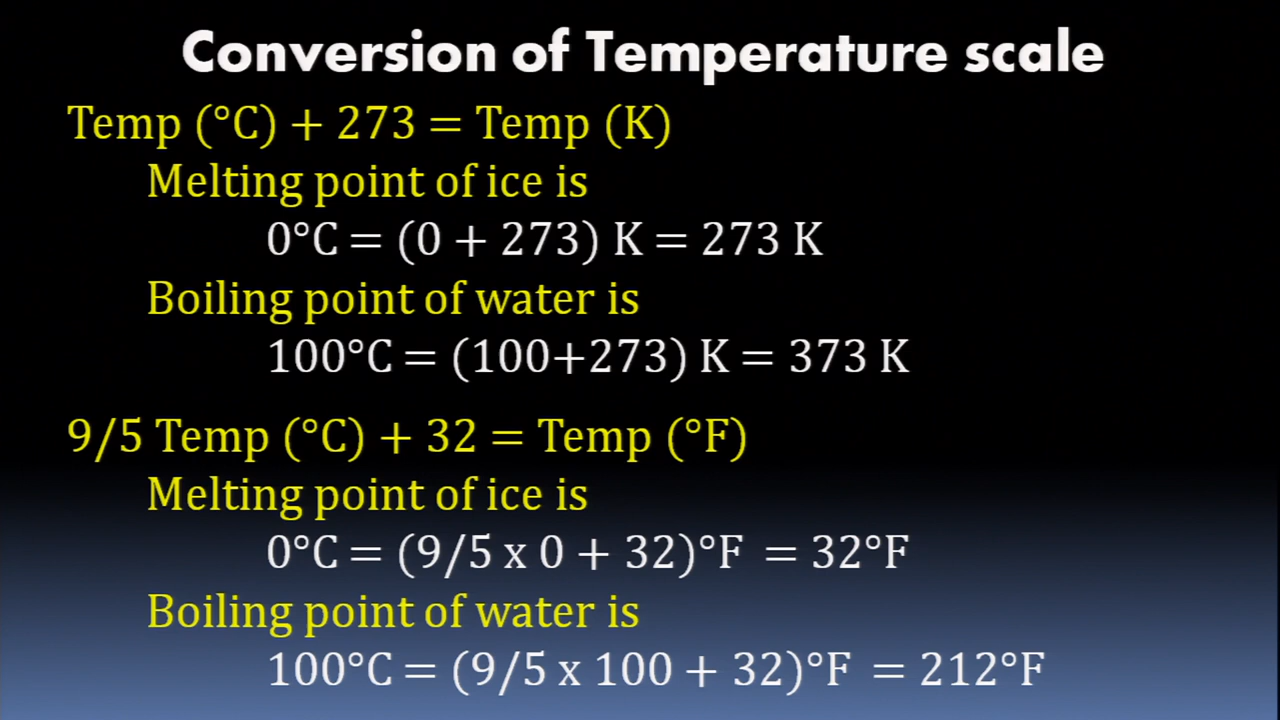 Conversion of Temperature scale
Temp (°C) + 273 = Temp (K)
Melting point of ice is
0°C = (0 + 273) K = 273 K
Boiling point of water is
100°C = (100+273) K = 373 K
9/5 Temp (°C) + 32 = Temp (°F)
Melting point of ice is
0°C = (9/5 x 0 + 32)°F = 32°F
Boiling point of water is
100°C = (9/5 x 100 + 32)°F = 212°F